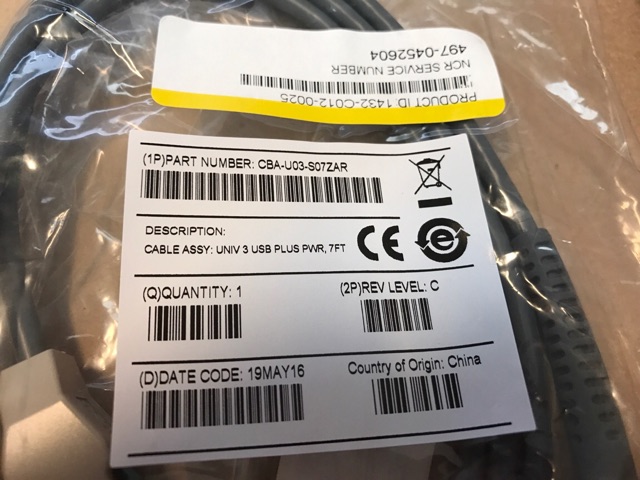 497-0452604
NCR SERVICE NUMBER
PRODUCT ID: 1432-C012-0025
(1P)PART NUMBER: CBA-U03-S07ZAR
DESCRIPTION:
CABLE ASSY: UNIV 3 USB PLUS PWR, 7FT
CE
e
(Q)QUANTITY: 1
(2P)REV LEVEL: C
(D)DATE CODE: 19MAY16
Country of Origin: China